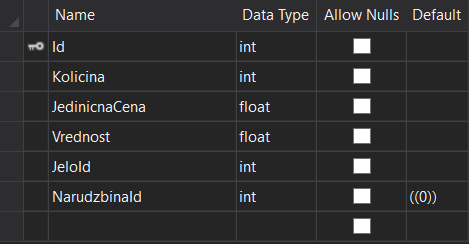 Name Data Type Allow Nulls Default
Id int
Kolicina int
JedinicnaCena float
Vrednost float
JeloId int
NarudzbinaId int ((0))